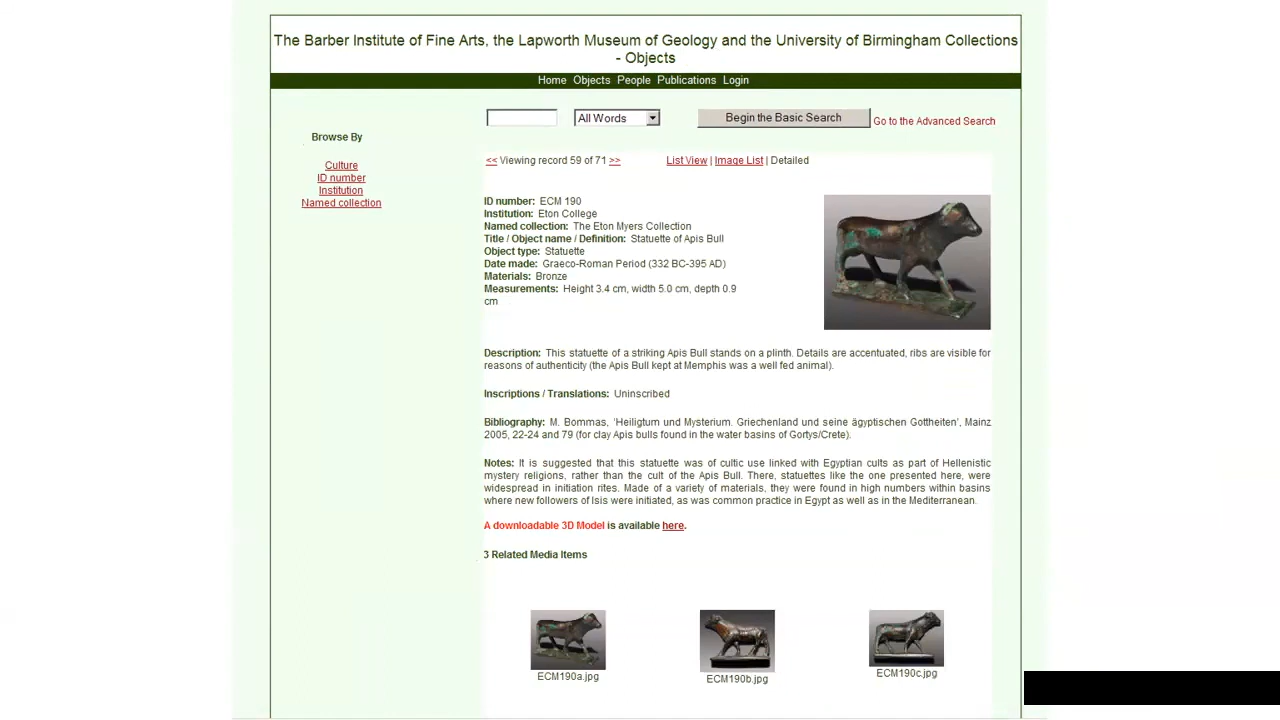 The Barber Institute of Fine Arts, the Lapworth Museum of Geology and the University of Birmingham Collections
- Objects
Home Objects People Publications Login
All Words
Begin the Basic Search
Go to the Advanced Search
Browse By
Culture
ID number
Institution
Named collection
<< Viewing record 59 of 71 >>
List View | Image List | Detailed
ID number: ECM 190
Institution: Eton College
Named collection: The Eton Myers Collection
Title / Object name / Definition: Statuette of Apis Bull
Object type: Statuette
Date made: Graeco-Roman Period (332 BC-395 AD)
Materials: Bronze
Measurements: Height 3.4 cm, width 5.0 cm, depth 0.9
cm
Description: This statuette of a striking Apis Bull stands on a plinth. Details are accentuated, ribs are visible for
reasons of authenticity (the Apis Bull kept at Memphis was a well fed animal).
Inscriptions / Translations: Uninscribed
Bibliography: M. Bommas, 'Heiligtum und Mysterium. Griechenland und seine ägyptischen Gottheiten', Mainz
2005, 22-24 and 79 (for clay Apis bulls found in the water basins of Gortys/Crete).
Notes: It is suggested that this statuette was of cultic use linked with Egyptian cults as part of Hellenistic
mystery religions, rather than the cult of the Apis Bull. There, statuettes like the one presented here, were
widespread in initiation rites. Made of a variety of materials, they were found in high numbers within basins
where new followers of Isis were initiated, as was common practice in Egypt as well as in the Mediterranean.
A downloadable 3D Model is available here.
3 Related Media Items
ECM190a.jpg
ECM190b.jpg
ECM190c.jpg